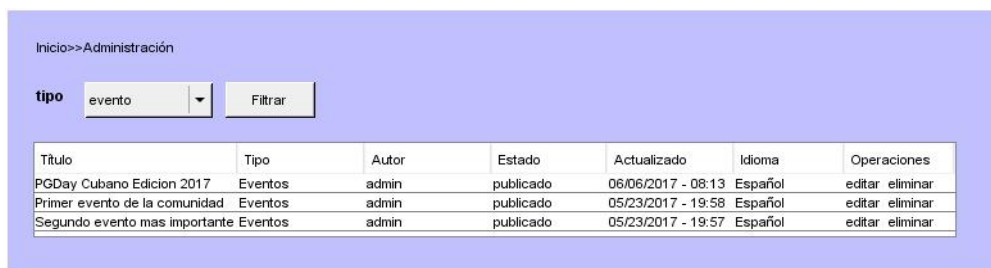 Inicio>>Administración
tipo evento Filtrar
Título Tipo Autor Estado Actualizado Idioma Operaciones
PGDay Cubano Edicion 2017 Eventos admin publicado 06/06/2017 - 08:13 Español editar eliminar
Primer evento de la comunidad Eventos admin publicado 05/23/2017 - 19:58 Español editar eliminar
Segundo evento mas importante Eventos admin publicado 05/23/2017 - 19:57 Español editar eliminar